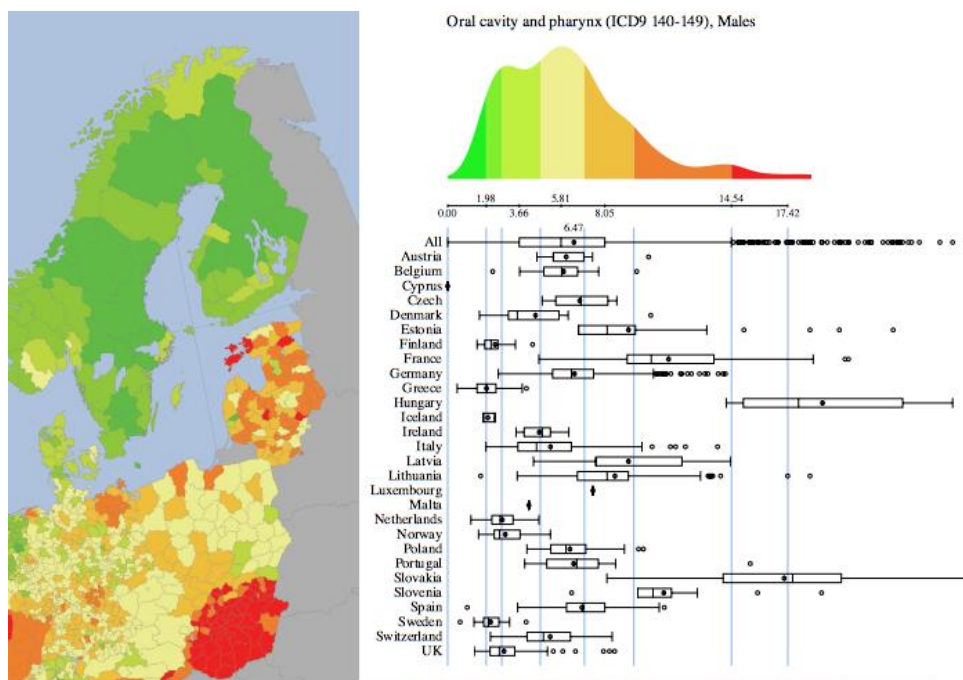 Oral cavity and pharynx (ICD9 140-149), Males
1.98 5.81 14.54
0.00 3.66 8.05 17.42
6.47
All
Austria
Belgium
Cyprus
Czech
Denmark
Estonia
Finland
France
Germany
Greece
Hungary
Iceland
Ireland
Italy
Latvia
Lithuania
Luxembourg
Malta
Netherlands
Norway
Poland
Portugal
Slovakia
Slovenia
Spain
Sweden
Switzerland
UK